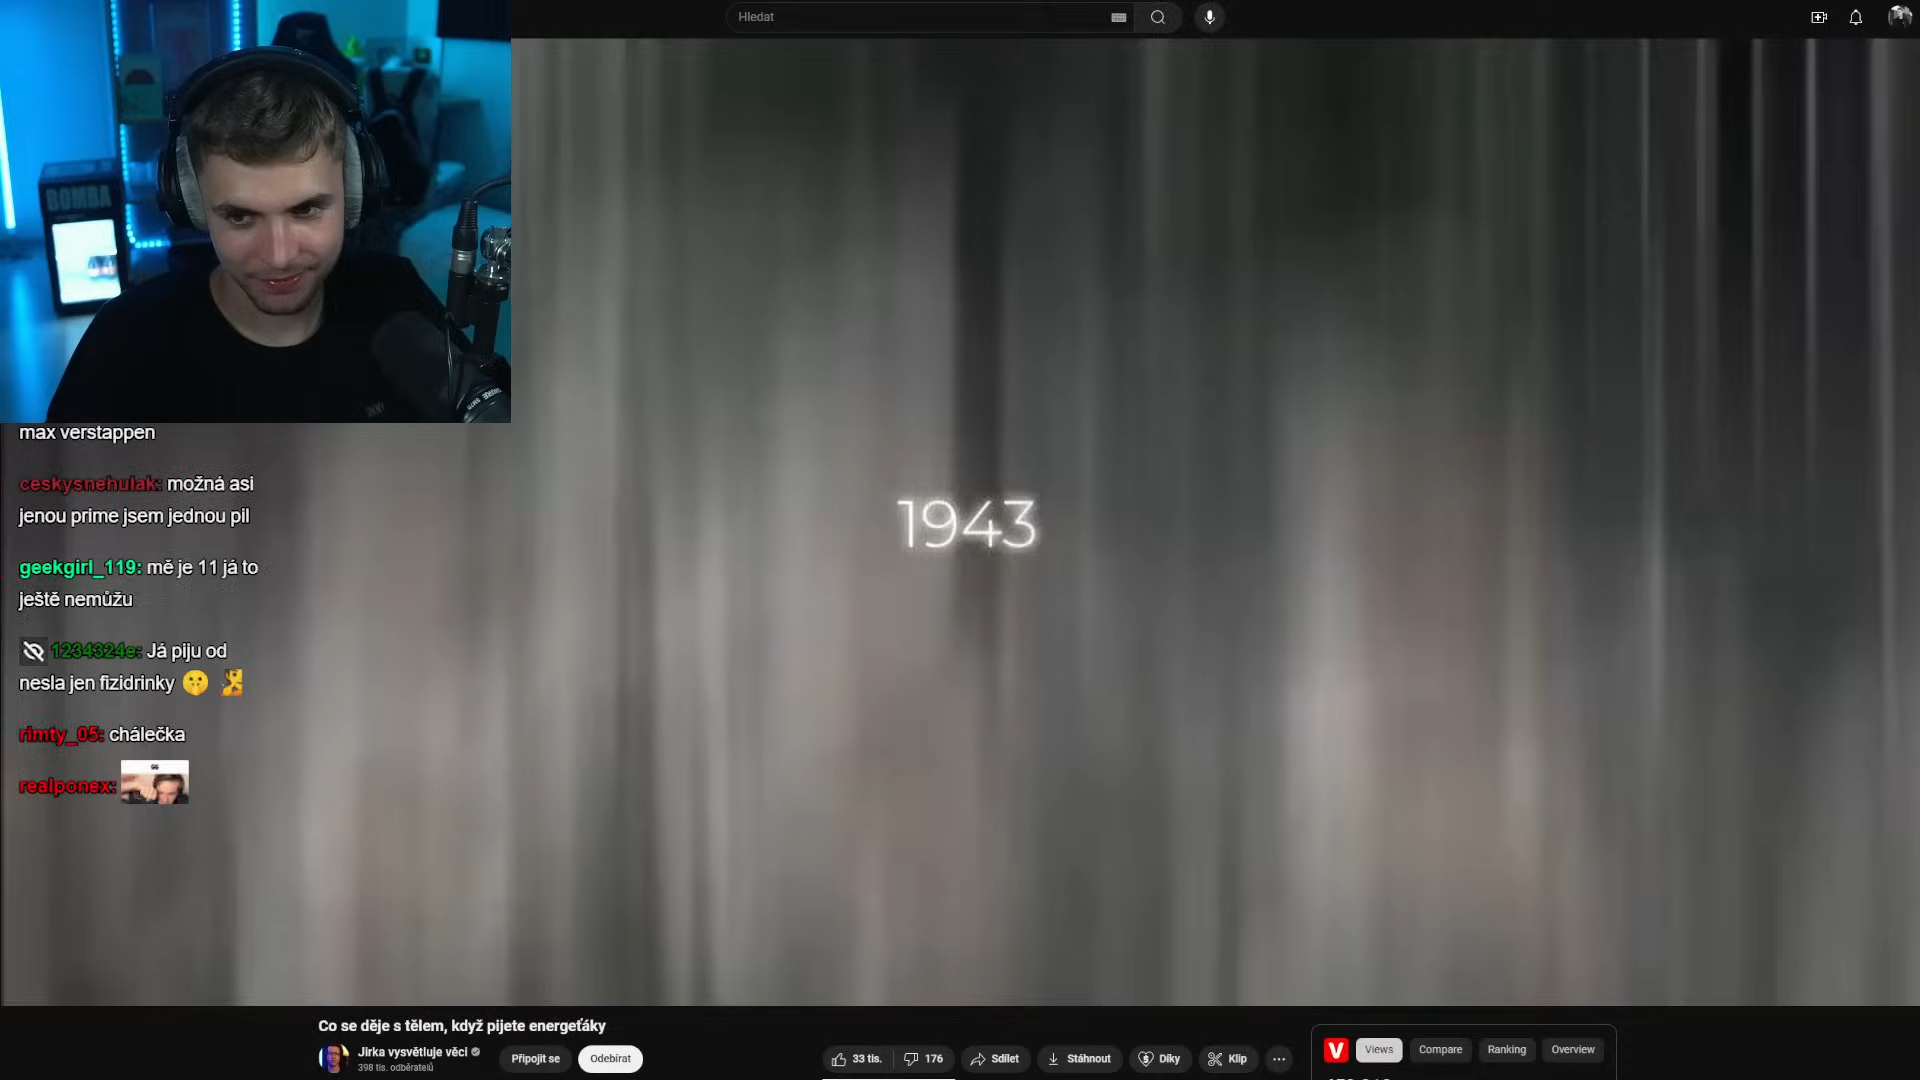 Hledat
BOMBA
1943
max verstappen
ceskysnehulak: možná asi
jenou prime jsem jednou pil
geekgirl_119: mě je 11 já to
ještě nemůžu
1234324e: Já piju od
nesla jen fizidrinky
rimty_05: chálečka
realponex:
Co se děje s tělem, když pijete energeťáky
Jirka vysvětluje věci
398 tis. odběratelů
Připojit se
Odebírat
33 tis.
176
Sdílet
Stáhnout
Díky
Klip
V
Views
Compare
Ranking
Overview